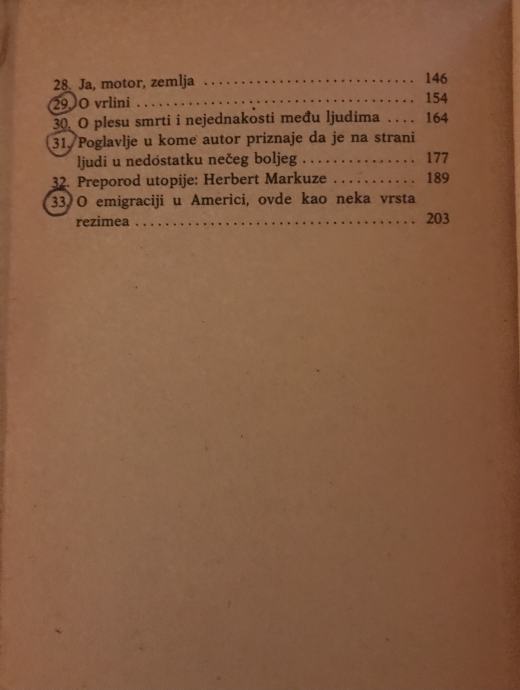 28. Ja, motor, zemlja ............................ 146
29. O vrlini ..................................... 154
30. O plesu smrti i nejednakosti među ljudima .... 164
31. Poglavlje u kome autor priznaje da je na strani
ljudi u nedostatku nečeg boljeg ............... 177
32. Preporod utopije: Herbert Markuze ........... 189
33. O emigraciji u Americi, ovde kao neka vrsta
rezimea ..................................... 203